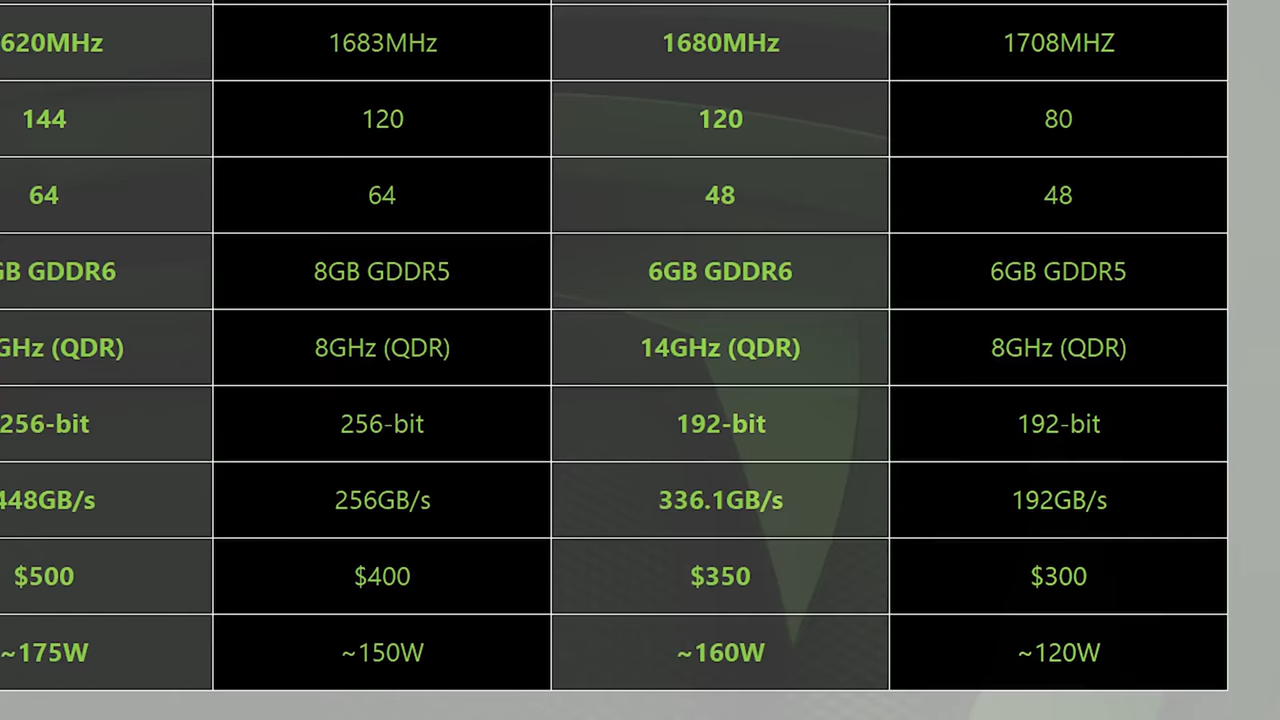 620MHz 1683MHz 1680MHz 1708MHZ
144 120 120 80
64 64 48 48
GB GDDR6 8GB GDDR5 6GB GDDR6 6GB GDDR5
GHz (QDR) 8GHz (QDR) 14GHz (QDR) 8GHz (QDR)
256-bit 256-bit 192-bit 192-bit
448GB/s 256GB/s 336.1GB/s 192GB/s
$500 $400 $350 $300
~175W ~150W ~160W ~120W